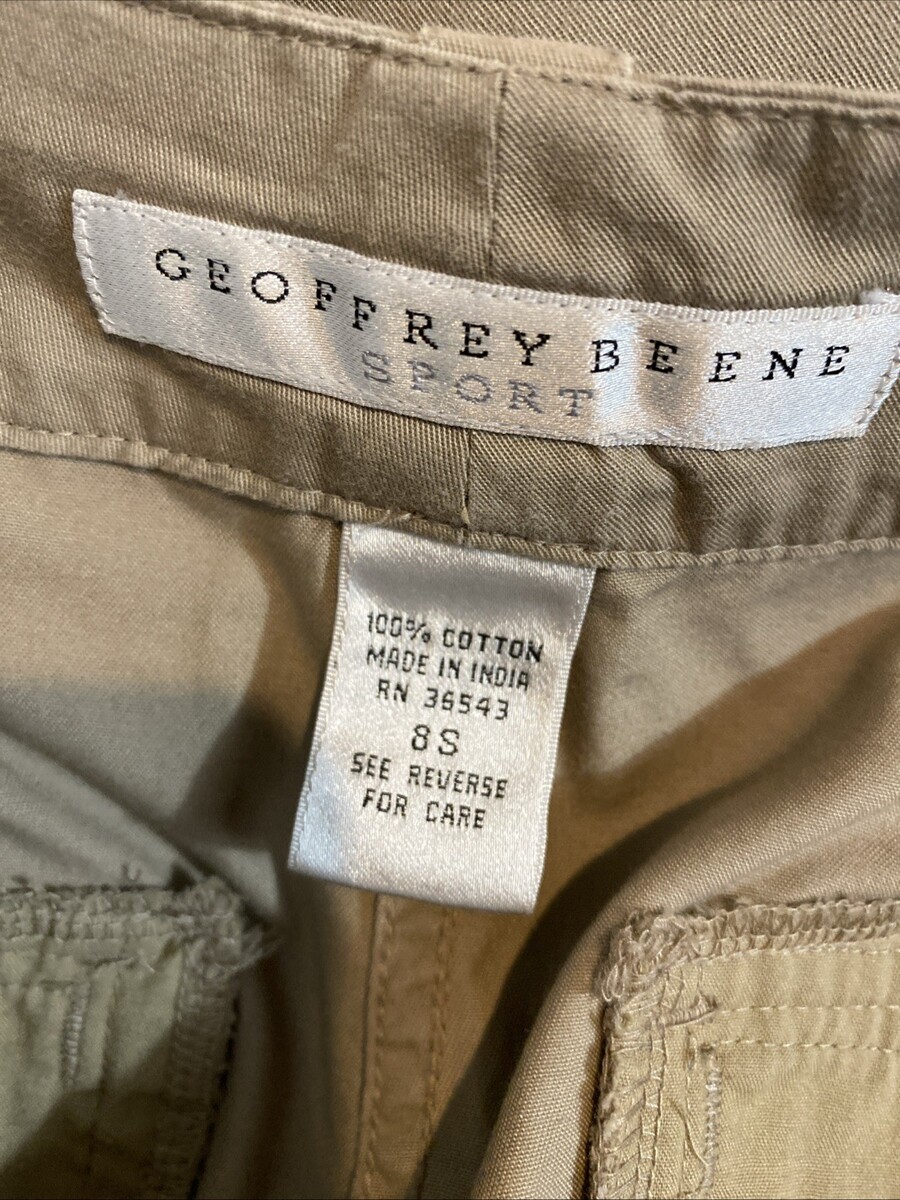 GEOFFREY BEENE
SPORT
100% COTTON
MADE IN INDIA
RN 36543
8S
SEE REVERSE
FOR CARE